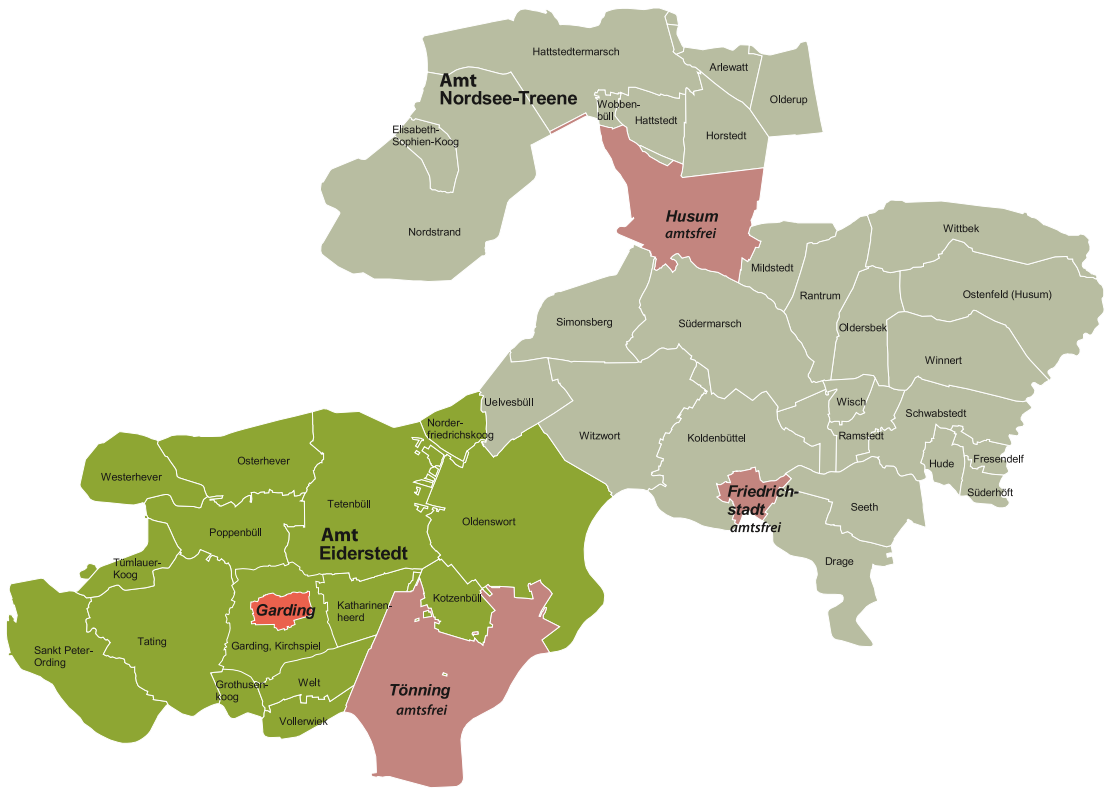 Hattstedtermarsch
Arlewatt
Amt
Nordsee-Treene
Olderup
Wobben-
büll
Hattstedt
Horstedt
Elisabeth-
Sophien-Koog
Nordstrand
Husum
amtsfrei
Wittbek
Mildstedt
Rantrum
Ostenfeld (Husum)
Simonsberg
Südermarsch
Oldersbek
Winnert
Uelvesbüll
Wisch
Schwabstedt
Norder-
friedrichskoog
Witzwort
Koldenbüttel
Ramstedt
Osterhever
Hude
Fresendelf
Westerhever
Süderhöft
Friedrich-
stadt
amtsfrei
Tetenbüll
Seeth
Oldenswort
Poppenbüll
Amt
Eiderstedt
Tümlauer-
Koog
Drage
Kotzenbüll
Garding
Katharinen-
heerd
Tating
Garding, Kirchspiel
Sankt Peter-
Ording
Grothusen-
koog
Welt
Tönning
amtsfrei
Vollerwiek